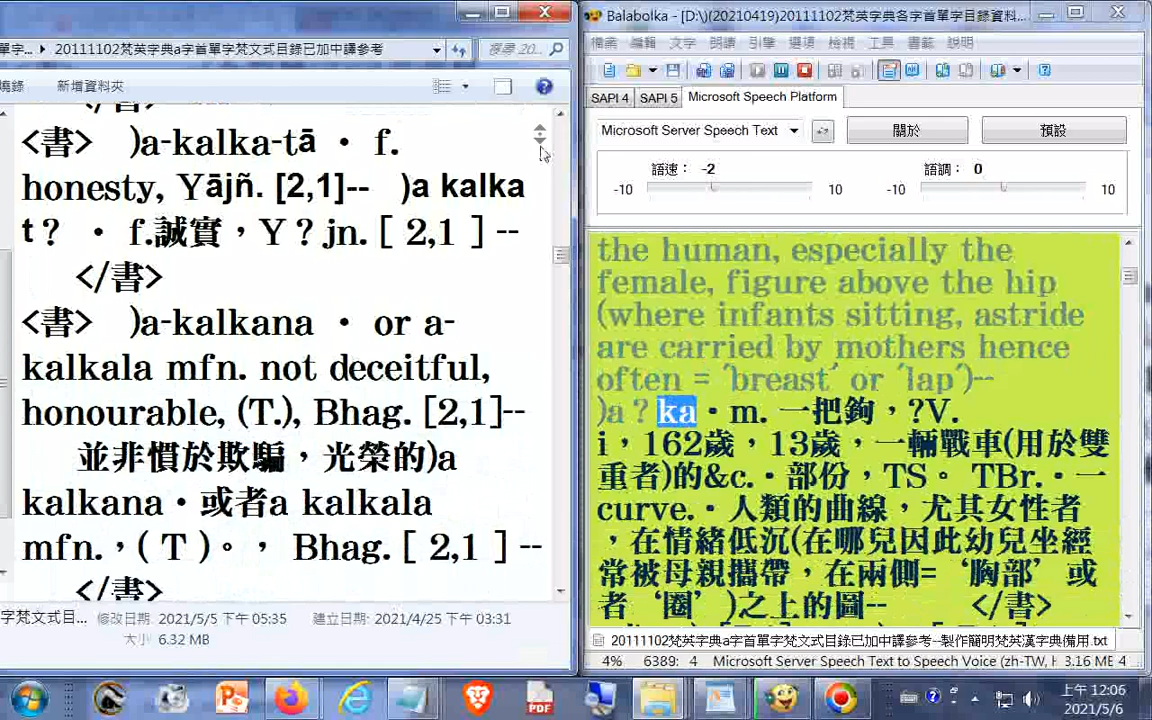 單字... ▸ 20111102梵英字典a字首單字梵文式目錄已加中譯參考
搜尋 20...
燒錄 新增資料夾
</書>
<書> )a-kalka-tā • f.
honesty, Yājñ. [2,1]-- )a kalka
t？ • f.誠實，Y？jn. [ 2,1 ] --
</書>
<書> )a-kalkana • or a-
kalkala mfn. not deceitful,
honourable, (T.), Bhag. [2,1]--
並非慣於欺騙，光榮的)a
kalkana • 或者a kalkala
mfn.，( T )。， Bhag. [ 2,1 ] --
</書>
字梵文式目... 修改日期: 2021/5/5 下午 05:35 建立日期: 2021/4/25 下午 03:31
大小: 6.32 MB
Balabolka - [D:\)(20210419)20111102梵英字典各字首單字目錄資料...
檔案 編輯 文字 朗讀 引擎 選項 檢視 工具 書籤 說明
SAPI 4 SAPI 5 Microsoft Speech Platform
Microsoft Server Speech Text 關於 預設
語速: -2 語調: 0
-10 10 -10 10
the human, especially the
female, figure above the hip
(where infants sitting, astride
are carried by mothers hence
often = 'breast' or 'lap')--
)a ? ka • m. 一把鉤，?V.
i，162歲，13歲，一輛戰車(用於雙
重者)的&c. • 部份，TS。 TBr. • 一
curve. • 人類的曲線，尤其女性者
，在情緒低沉(在哪兒因此幼兒坐經
常被母親攜帶，在兩側=‘胸部’或
者‘圈’)之上的圖-- </書>
20111102梵英字典a字首單字梵文式目錄已加中譯參考--製作簡明梵英漢字典備用.txt
4% 6389: 4 Microsoft Server Speech Text to Speech Voice (zh-TW, H 3.16 ME 4
PDF
上午 12:06
2021/5/6